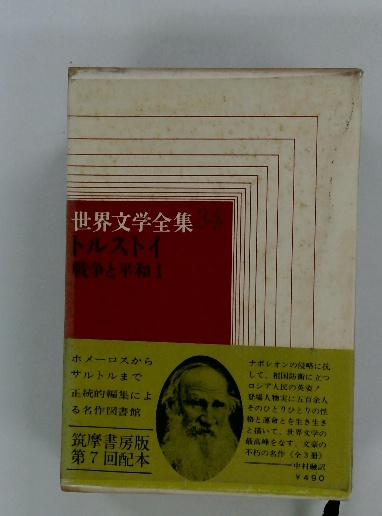 世界文学全集34
トルストイ
戦争と平和 I
ホメーロスから
サルトルまで
正統的編集によ
る名作図書館
筑摩書房版
第7回配本
ナポレオンの侵略に抗
して、祖国防衛に立つ
ロシア人民の英姿!
登場人物実に五百余人
そのひとりひとりの性
格と運命とを生き生き
と描いて、世界文学の
最高峰をなす、文豪の
不朽の名作〈全3冊〉
――中村融訳
¥490